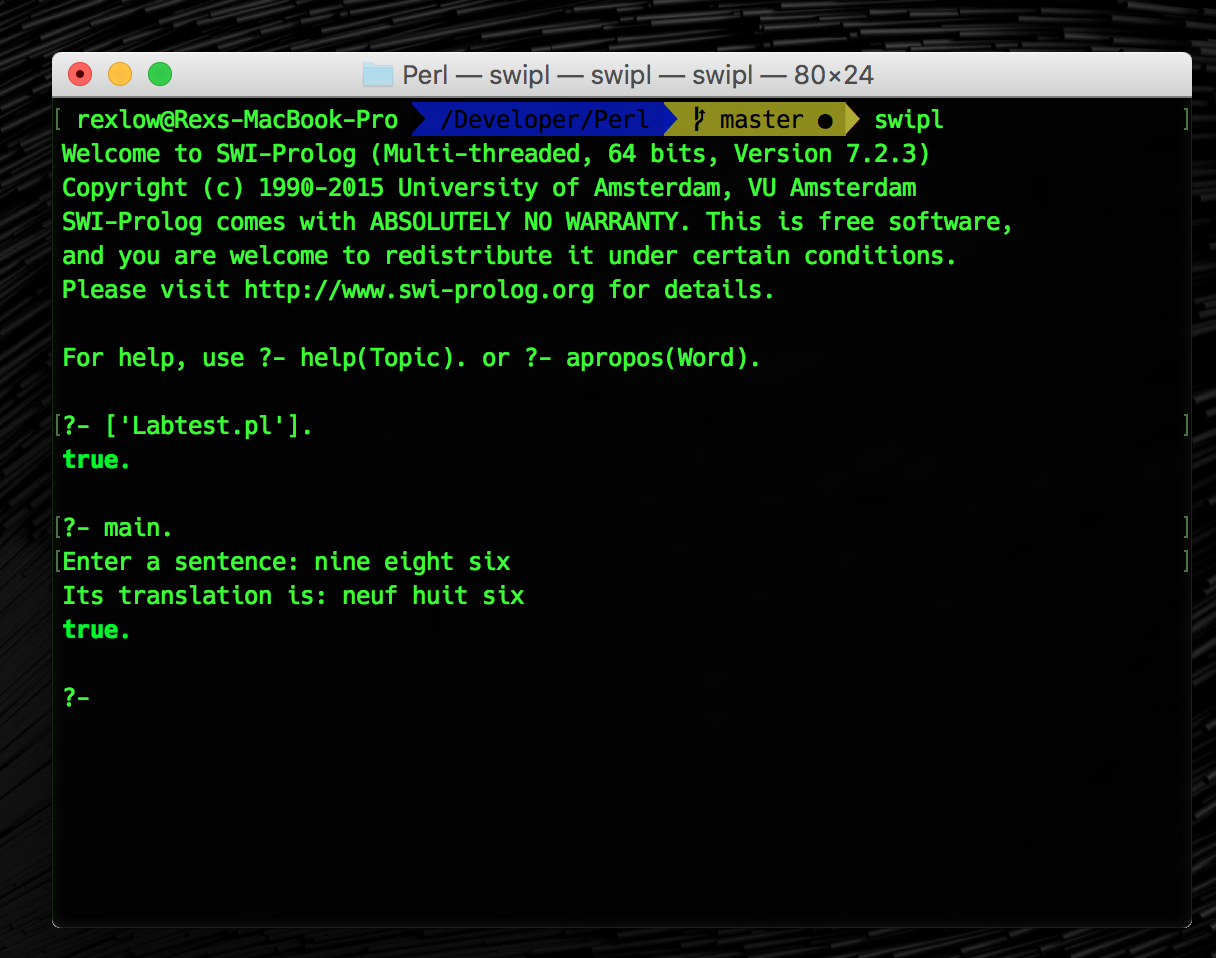 Perl — swipl — swipl — swipl — 80×24
[ rexlow@Rexs-MacBook-Pro /Developer/Perl master ● swipl ]
Welcome to SWI-Prolog (Multi-threaded, 64 bits, Version 7.2.3)
Copyright (c) 1990-2015 University of Amsterdam, VU Amsterdam
SWI-Prolog comes with ABSOLUTELY NO WARRANTY. This is free software,
and you are welcome to redistribute it under certain conditions.
Please visit http://www.swi-prolog.org for details.
For help, use ?- help(Topic). or ?- apropos(Word).
[?- ['Labtest.pl']. ]
true.
[?- main. ]
[Enter a sentence: nine eight six ]
Its translation is: neuf huit six
true.
?-